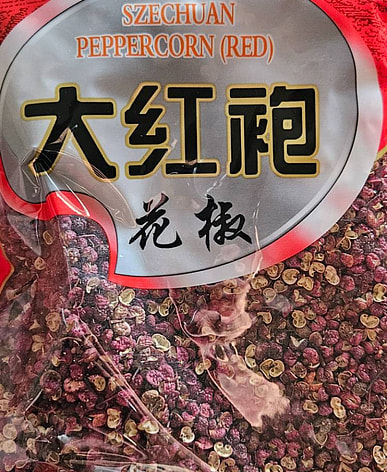 SZECHUAN
PEPPERCORN (RED)
大红袍
花椒